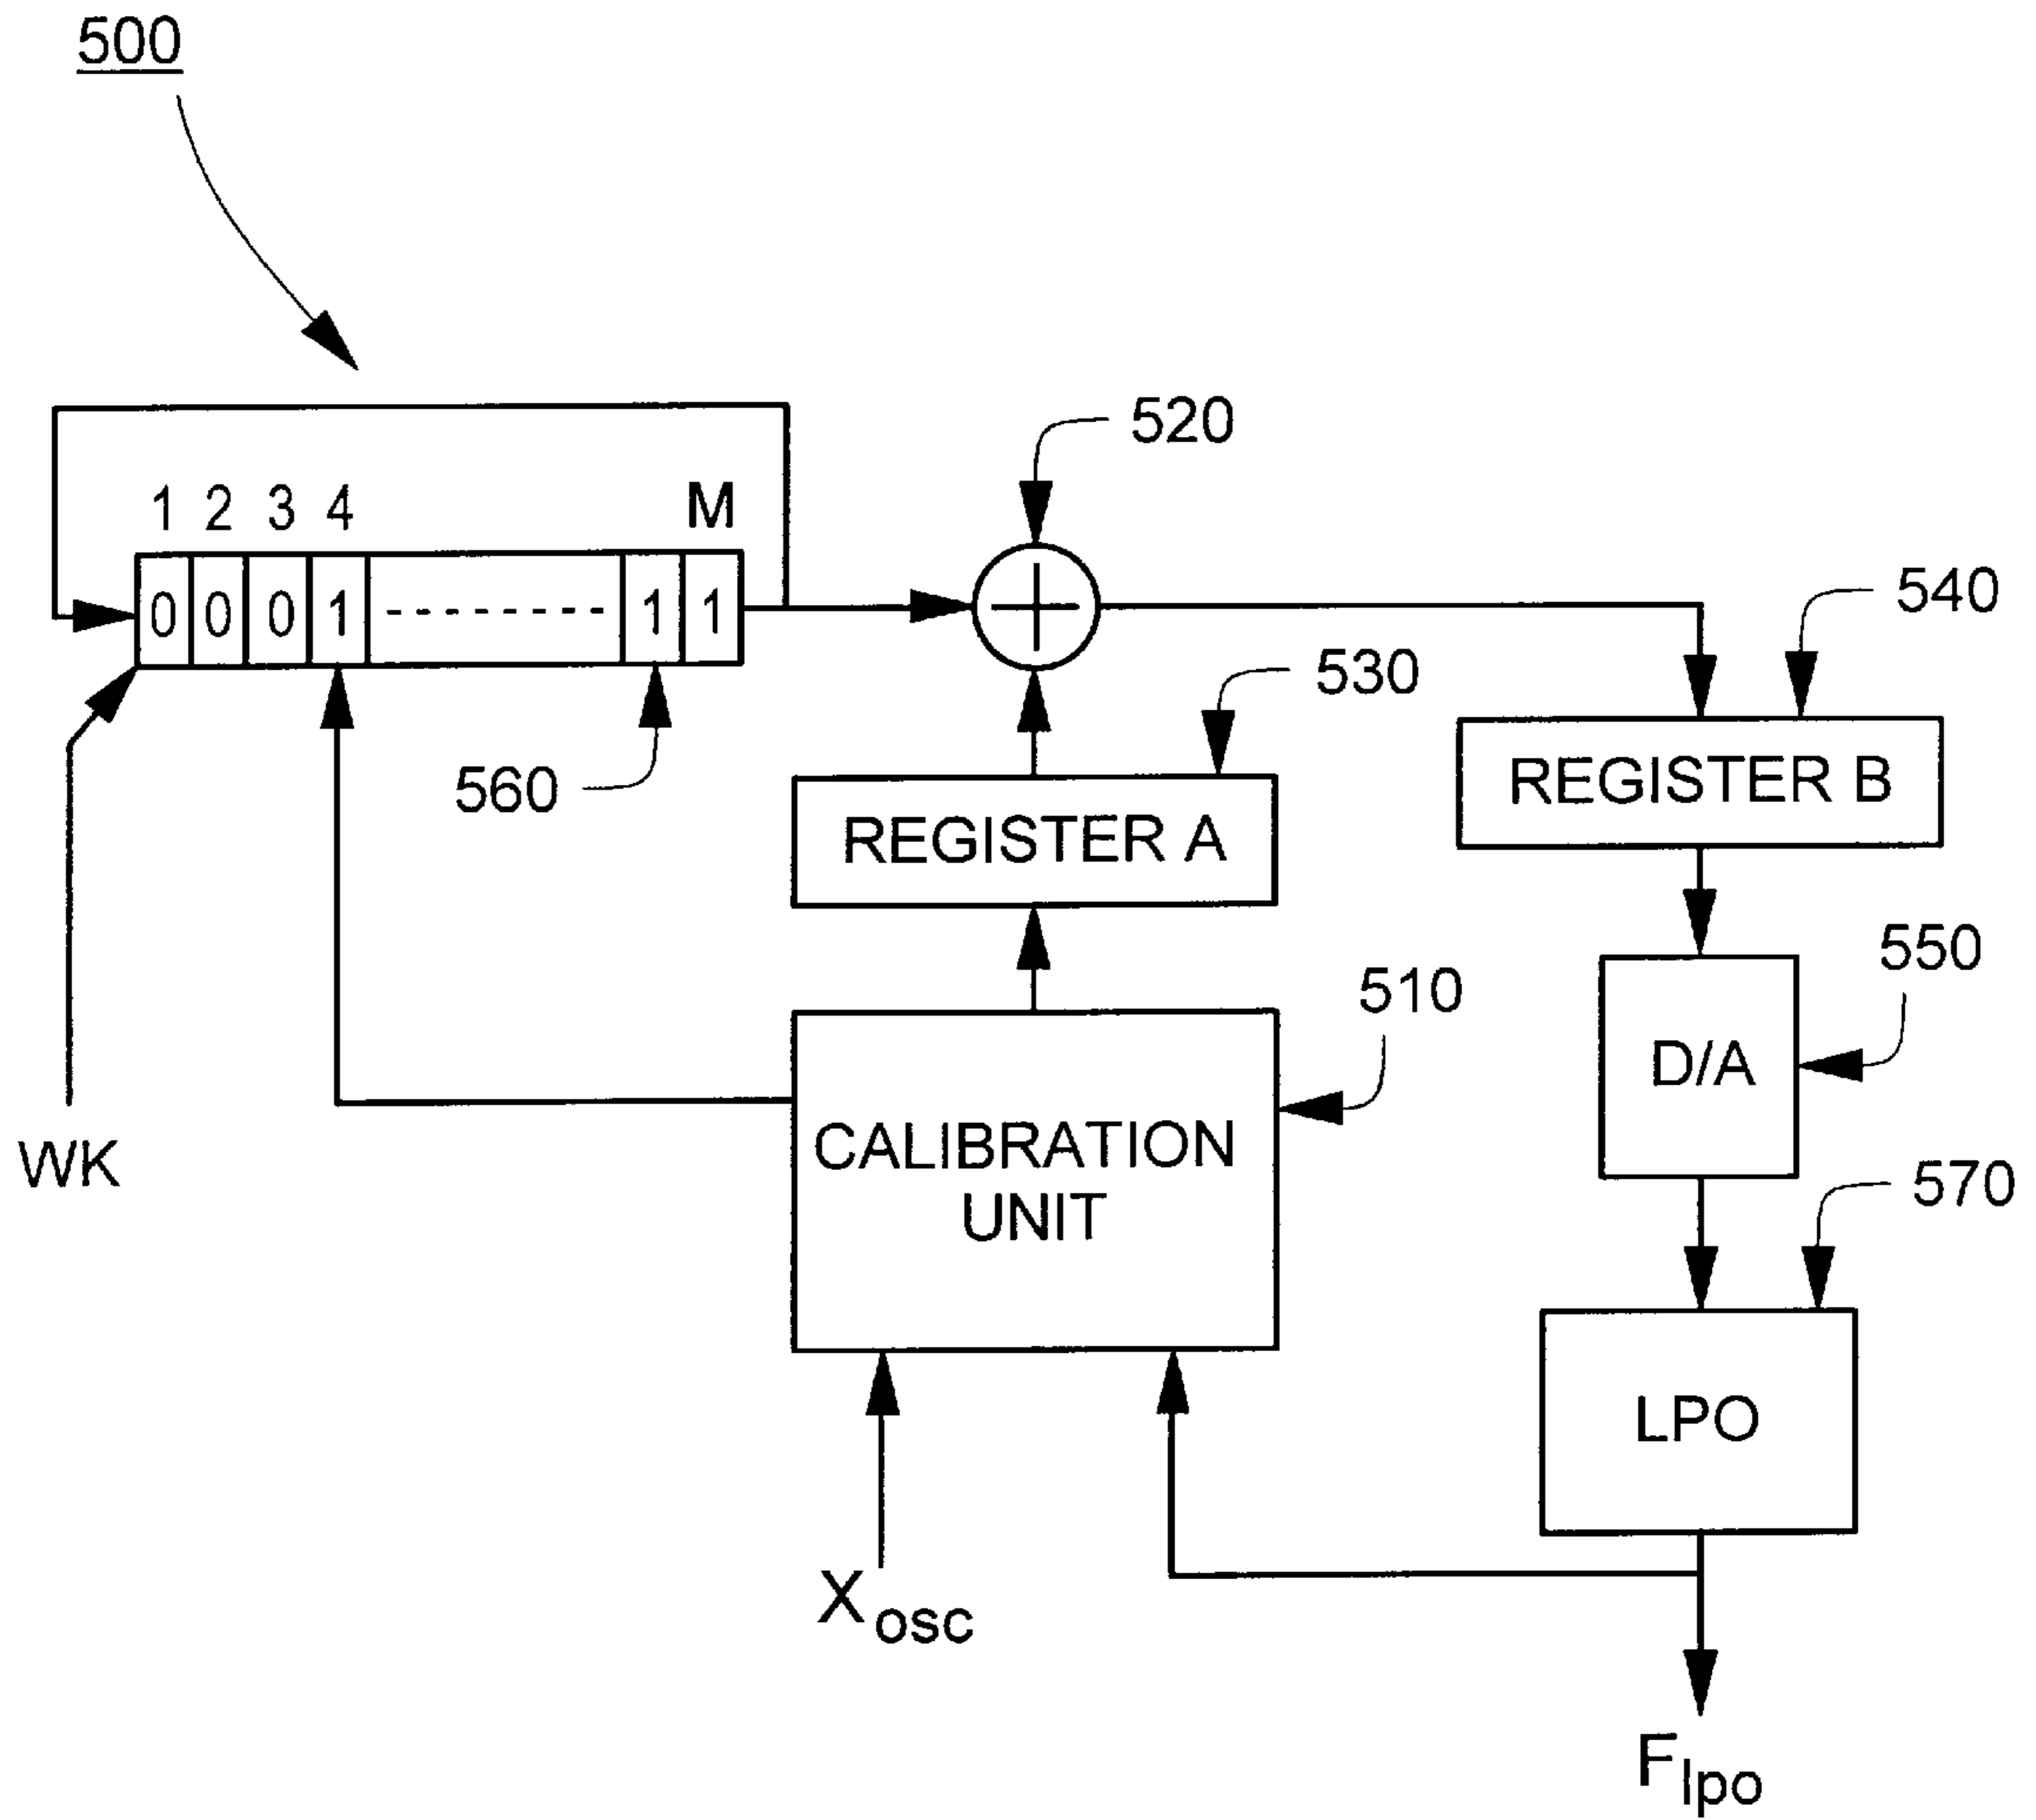 500
520
1 2 3 4 M
0 0 0 1 --------- 1 1
540
530
560
REGISTER B
REGISTER A
550
510
D/A
WK
CALIBRATION
UNIT
570
LPO
Xosc
Flpo